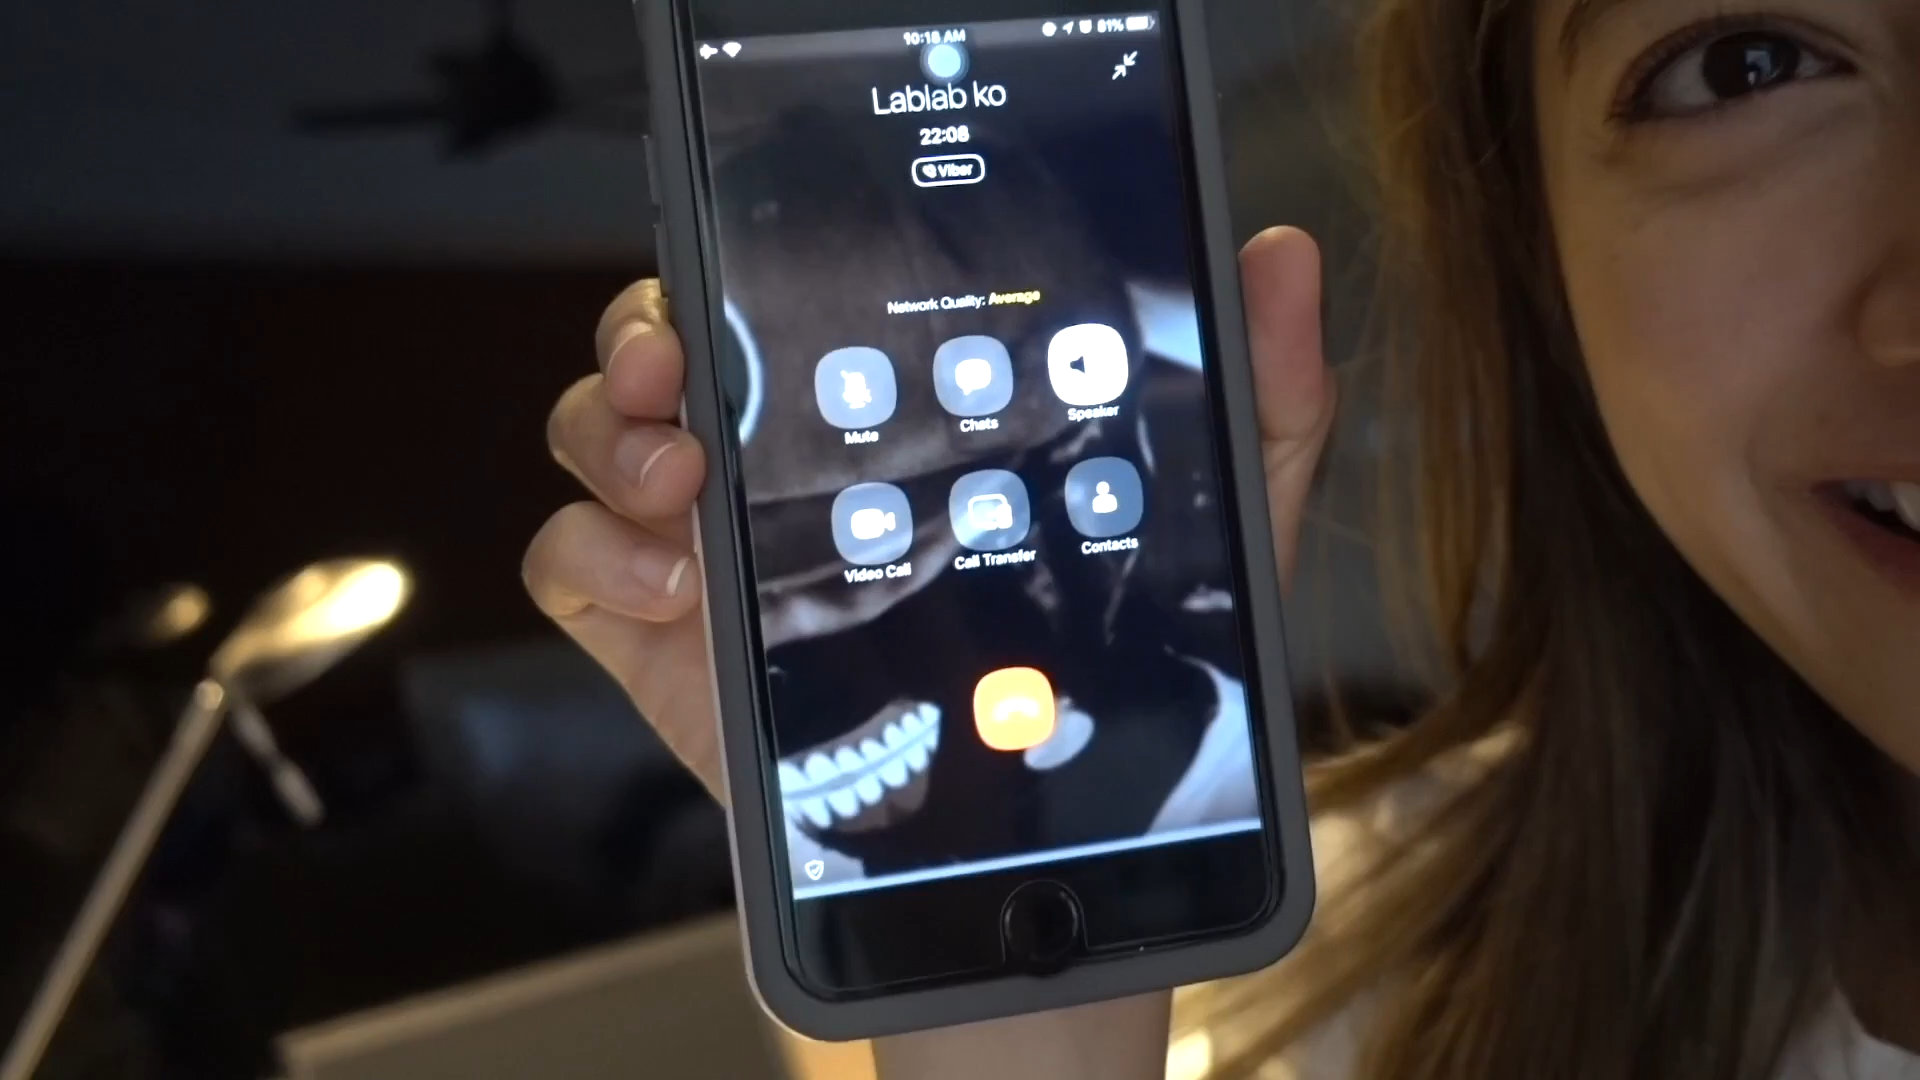 10:18 AM
81%
Lablab ko
22:08
Viber
Network Quality: Average
Mute
Chats
Speaker
Video Call
Call Transfer
Contacts